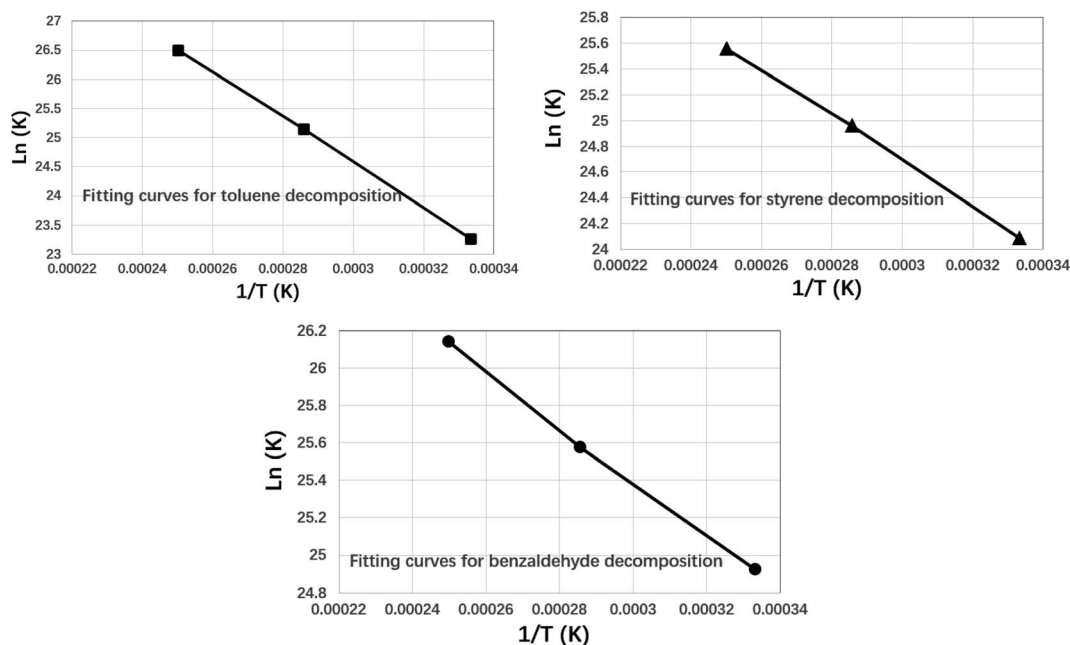 27
26.5
26
25.5
25
24.5
24
23.5
23
Ln (K)
Fitting curves for toluene decomposition
0.00022 0.00024 0.00026 0.00028 0.0003 0.00032 0.00034
1/T (K)
25.8
25.6
25.4
25.2
25
24.8
24.6
24.4
24.2
24
Ln (K)
Fitting curves for styrene decomposition
0.00022 0.00024 0.00026 0.00028 0.0003 0.00032 0.00034
1/T (K)
26.2
26
25.8
25.6
25.4
25.2
25
24.8
Ln (K)
Fitting curves for benzaldehyde decomposition
0.00022 0.00024 0.00026 0.00028 0.0003 0.00032 0.00034
1/T (K)